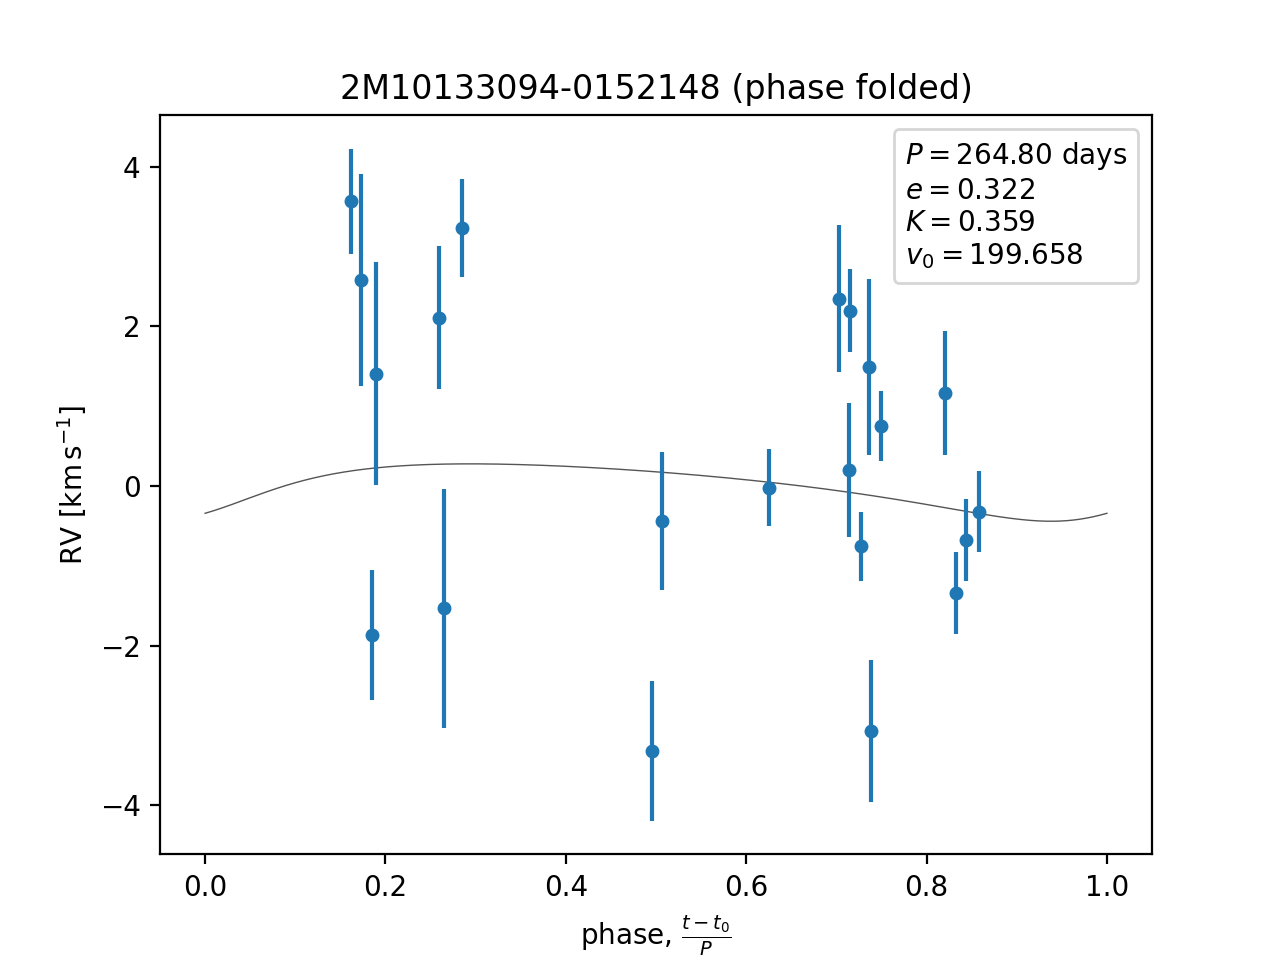 2M10133094-0152148 (phase folded)
P = 264.80 days
e = 0.322
K = 0.359
v₀ = 199.658
RV [km s⁻¹]
4
2
0
−2
−4
0.0 0.2 0.4 0.6 0.8 1.0
phase, (t − t₀)/P